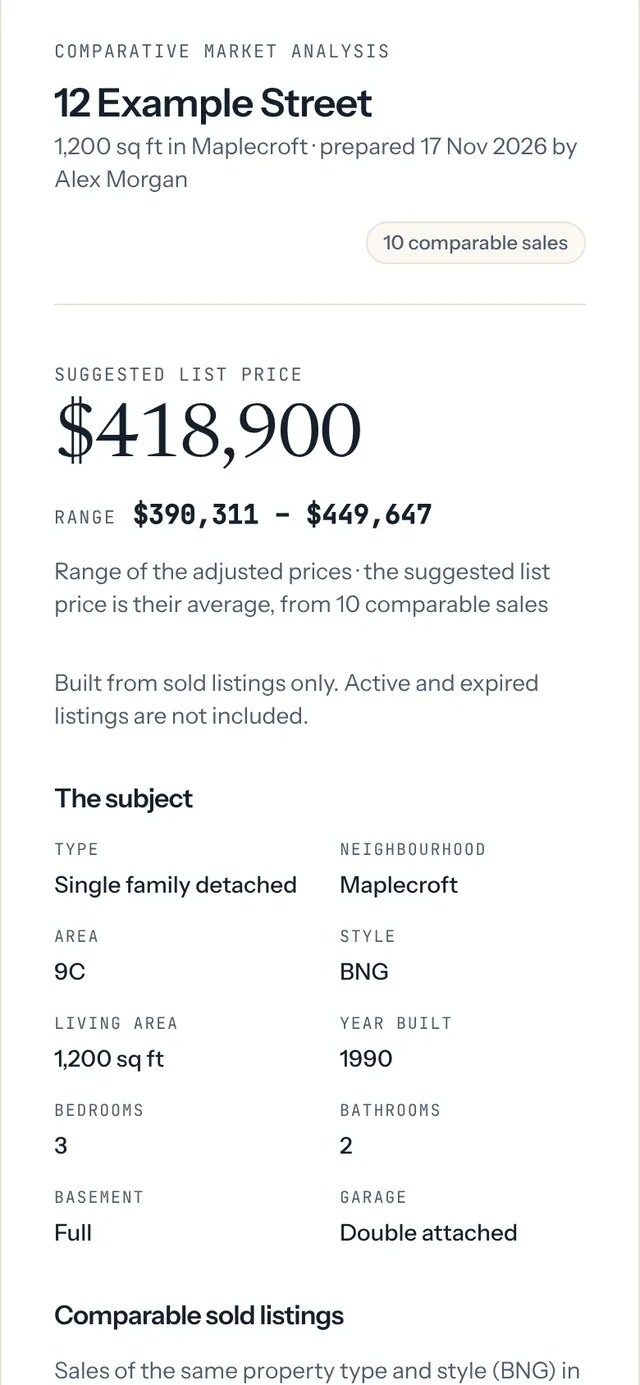 COMPARATIVE MARKET ANALYSIS
12 Example Street
1,200 sq ft in Maplecroft · prepared 17 Nov 2026 by
Alex Morgan
10 comparable sales
SUGGESTED LIST PRICE
$418,900
RANGE $390,311 – $449,647
Range of the adjusted prices · the suggested list
price is their average, from 10 comparable sales
Built from sold listings only. Active and expired
listings are not included.
The subject
TYPE NEIGHBOURHOOD
Single family detached Maplecroft
AREA STYLE
9C BNG
LIVING AREA YEAR BUILT
1,200 sq ft 1990
BEDROOMS BATHROOMS
3 2
BASEMENT GARAGE
Full Double attached
Comparable sold listings
Sales of the same property type and style (BNG) in